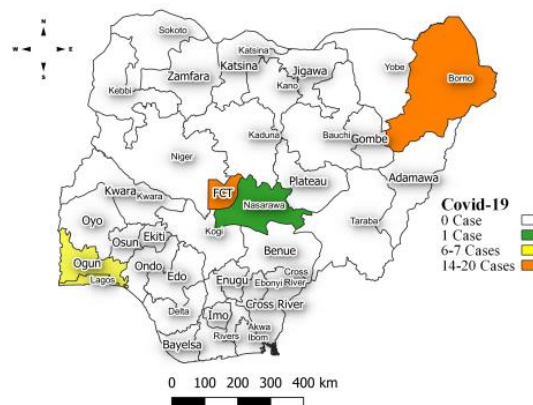 N
W E
S
Sokoto
Katsina
Katsina
Jigawa
Yobe
Borno
Zamfara
Kebbi
Kano
Kaduna
Bauchi
Gombe
Niger
Adamawa
FCT
Plateau
Nasarawa
Kwara
Kwara
Taraba
Oyo
Kogi
Ekiti
Osun
Benue
Ogun
Ondo
Edo
Enugu
Cross
Ebonyi River
Lagos
Cross River
Delta
Imo
Akwa
Rivers Ibom
Bayelsa
Covid-19
0 Case
1 Case
6-7 Cases
14-20 Cases
0 100 200 300 400 km